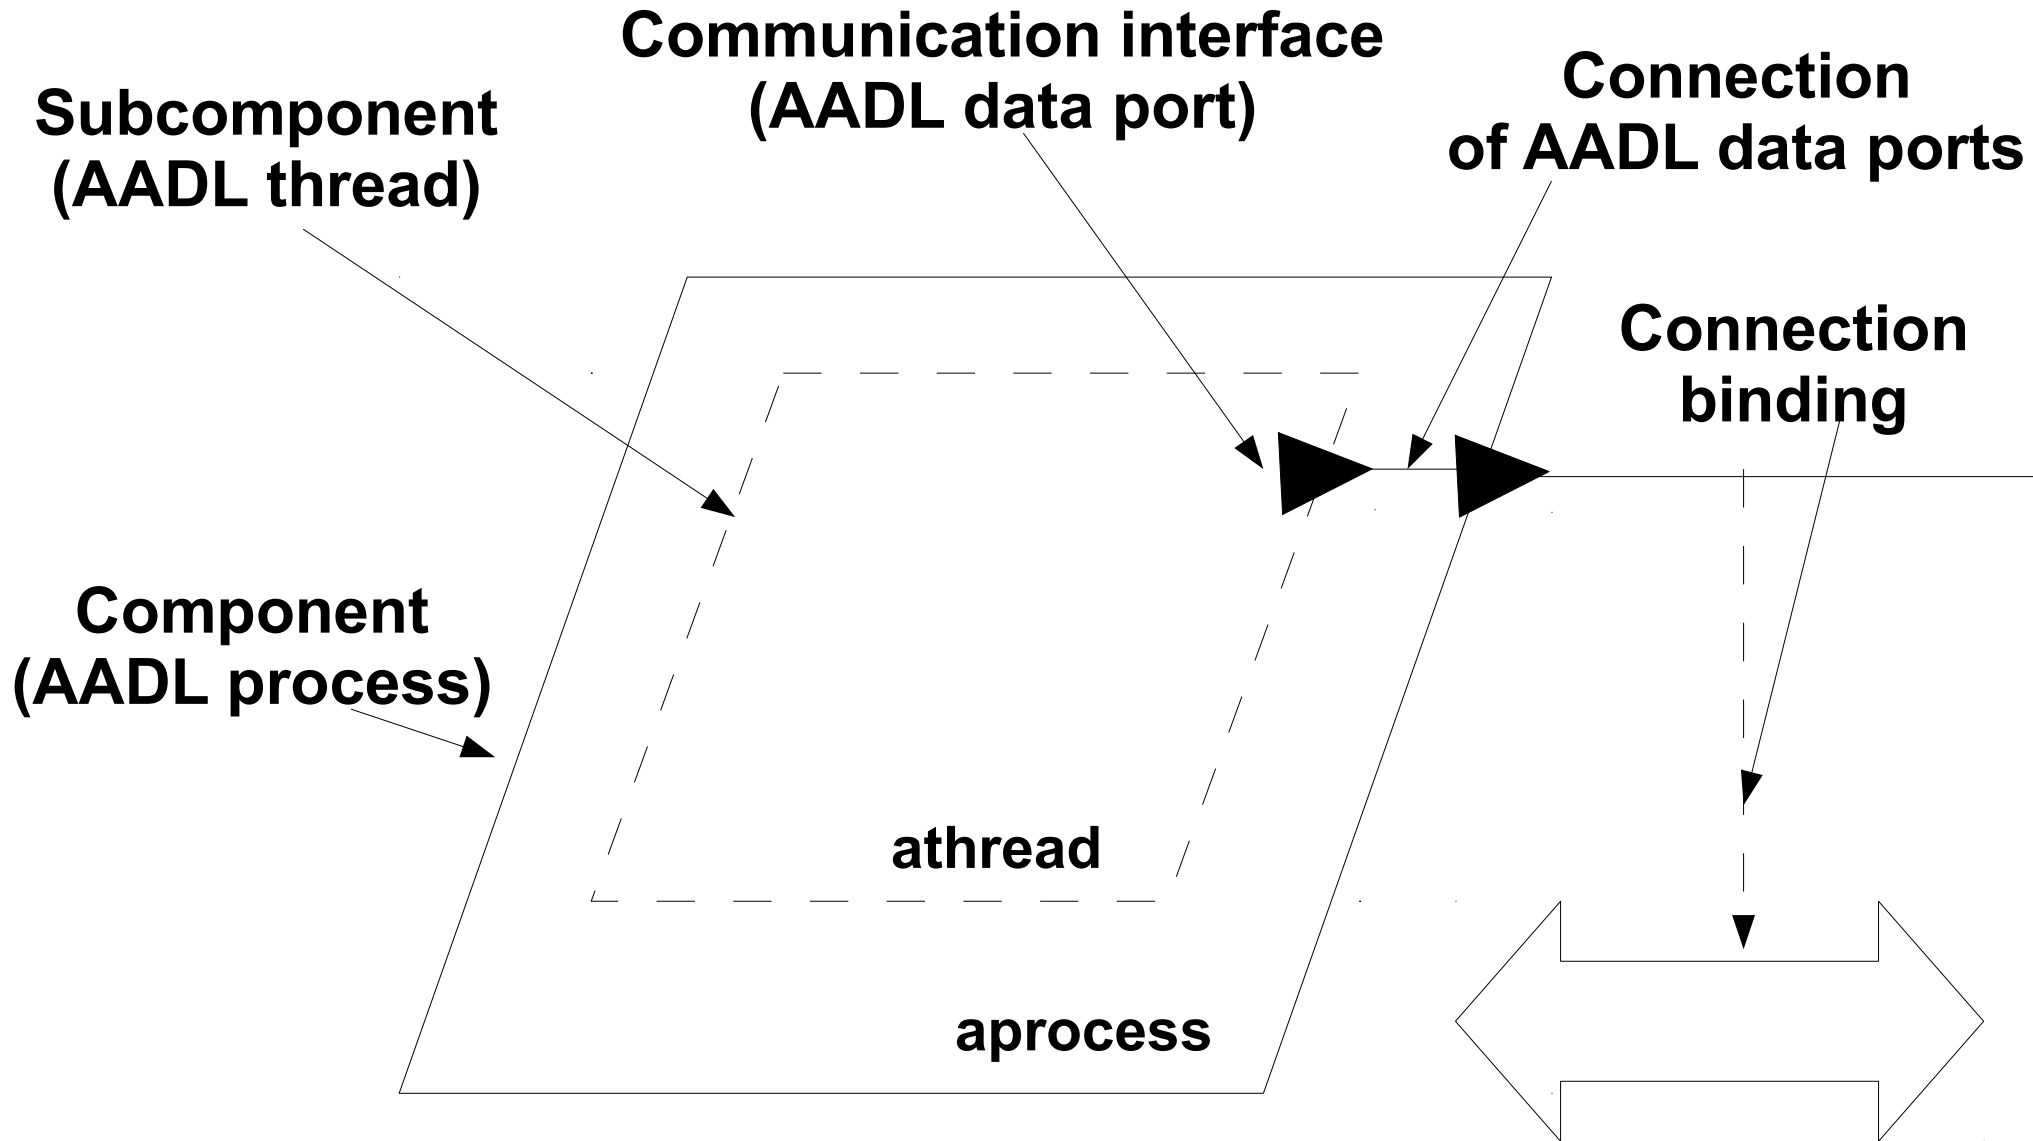 Communication interface
(AADL data port)
Connection
of AADL data ports
Subcomponent
(AADL thread)
Connection
binding
Component
(AADL process)
athread
aprocess